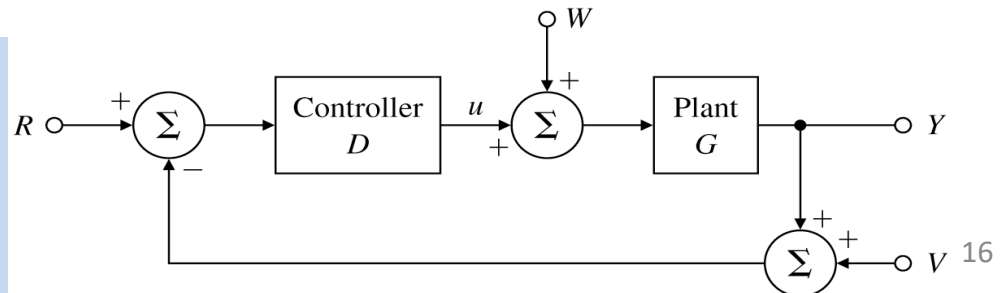 W
+
R + Σ Controller D u + Σ Plant G Y
−
+
+
Σ V 16